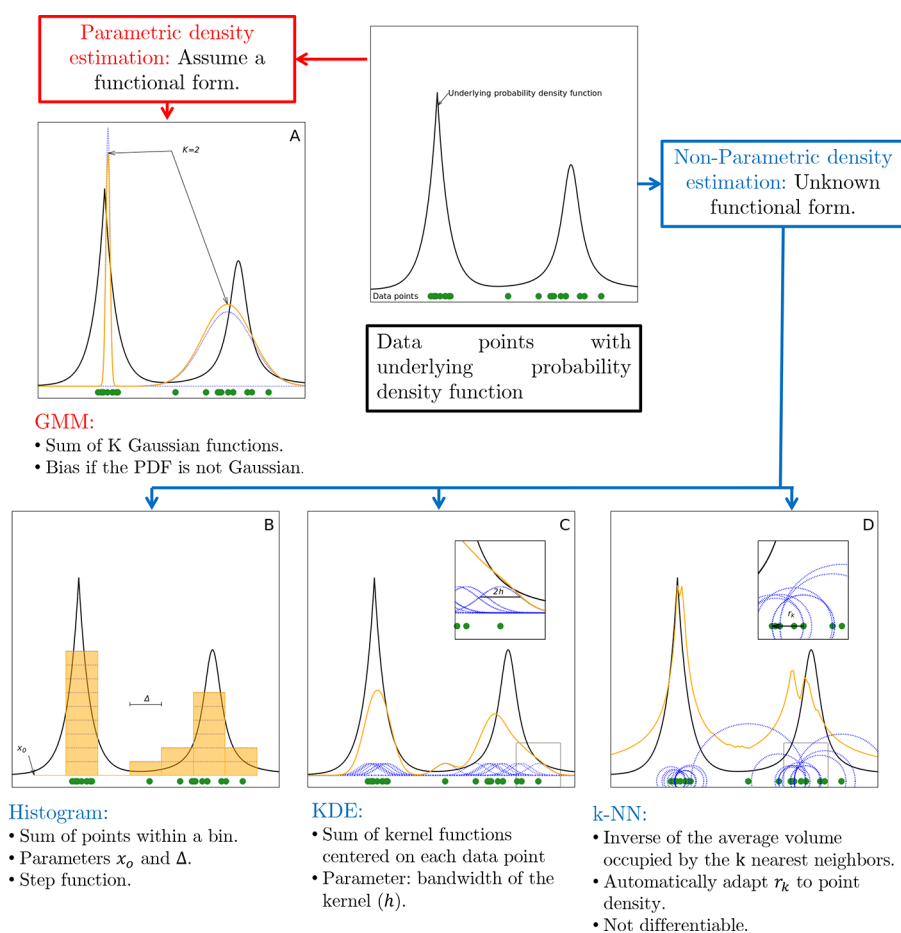 Parametric density
estimation: Assume a
functional form.
Underlying probability density function
Data points
A
K=2
Non-Parametric density
estimation: Unknown
functional form.
Data points with
underlying probability
density function
GMM:
• Sum of K Gaussian functions.
• Bias if the PDF is not Gaussian.
B
Δ
x₀
C
2h
D
rₖ
Histogram:
• Sum of points within a bin.
• Parameters xₒ and Δ.
• Step function.
KDE:
• Sum of kernel functions
centered on each data point
• Parameter: bandwidth of the
kernel (h).
k-NN:
• Inverse of the average volume
occupied by the k nearest neighbors.
• Automatically adapt rₖ to point
density.
• Not differentiable.